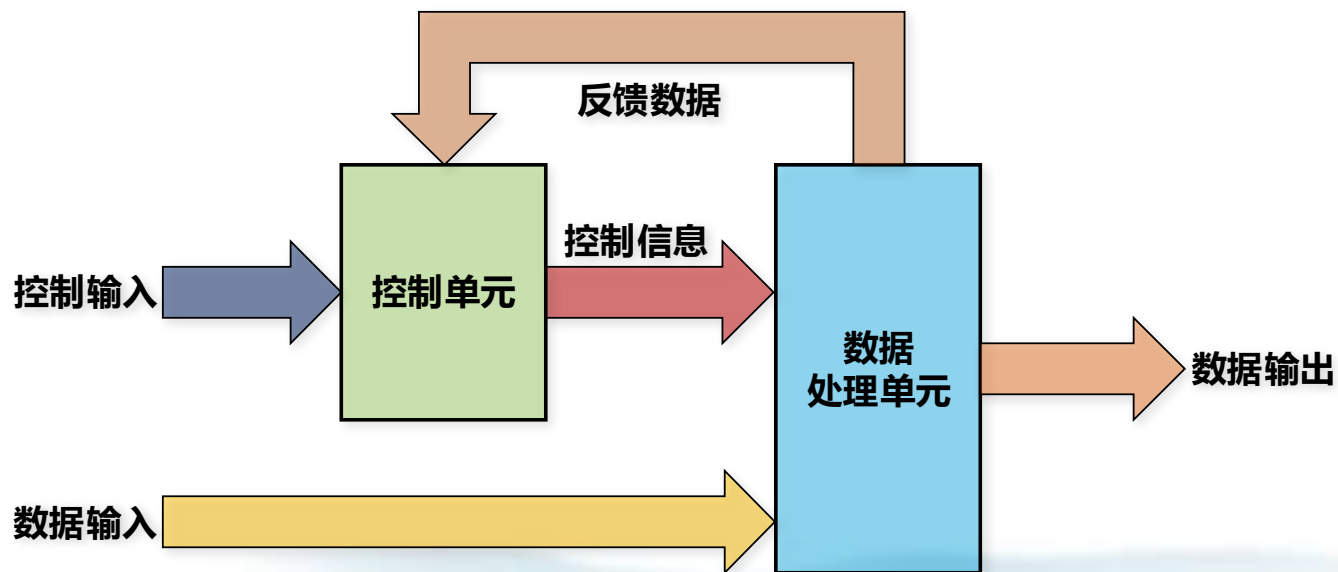 反馈数据
控制信息
控制输入
控制单元
数据
处理单元
数据输出
数据输入